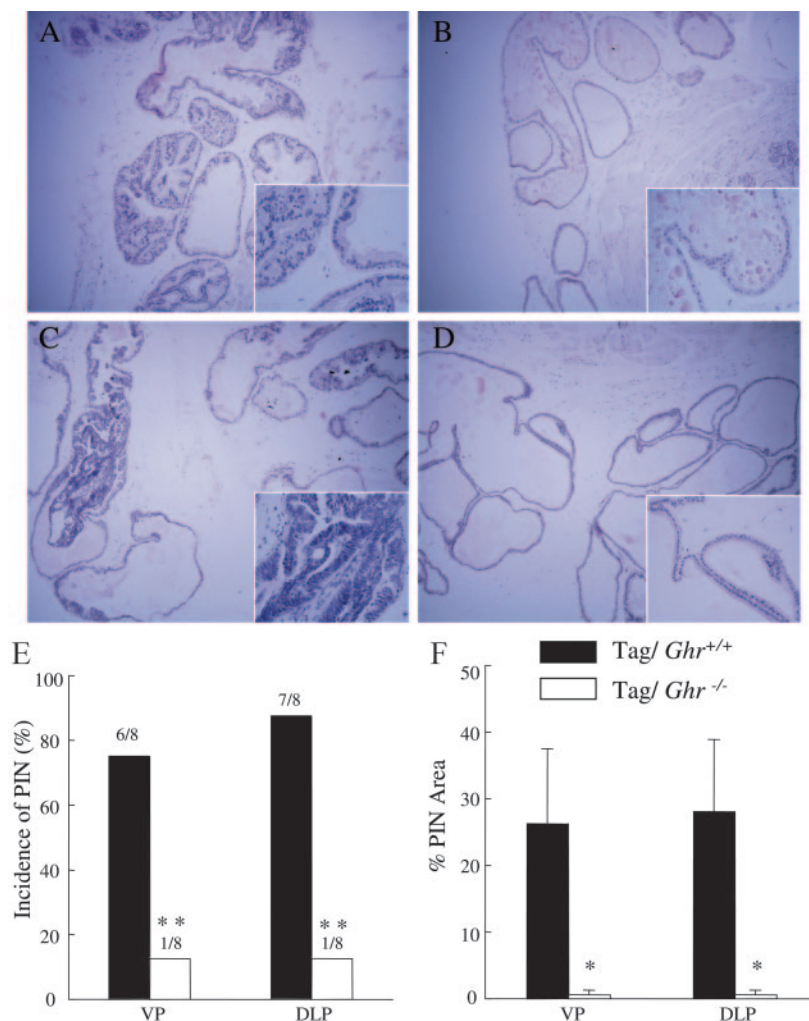 A
B
C
D
E
Incidence of PIN (%)
100
80
60
40
20
0
6/8
7/8
* *
1/8
* *
1/8
VP
DLP
F
Tag/ Ghr+/+
Tag/ Ghr -/-
% PIN Area
50
40
30
20
10
0
*
*
VP
DLP